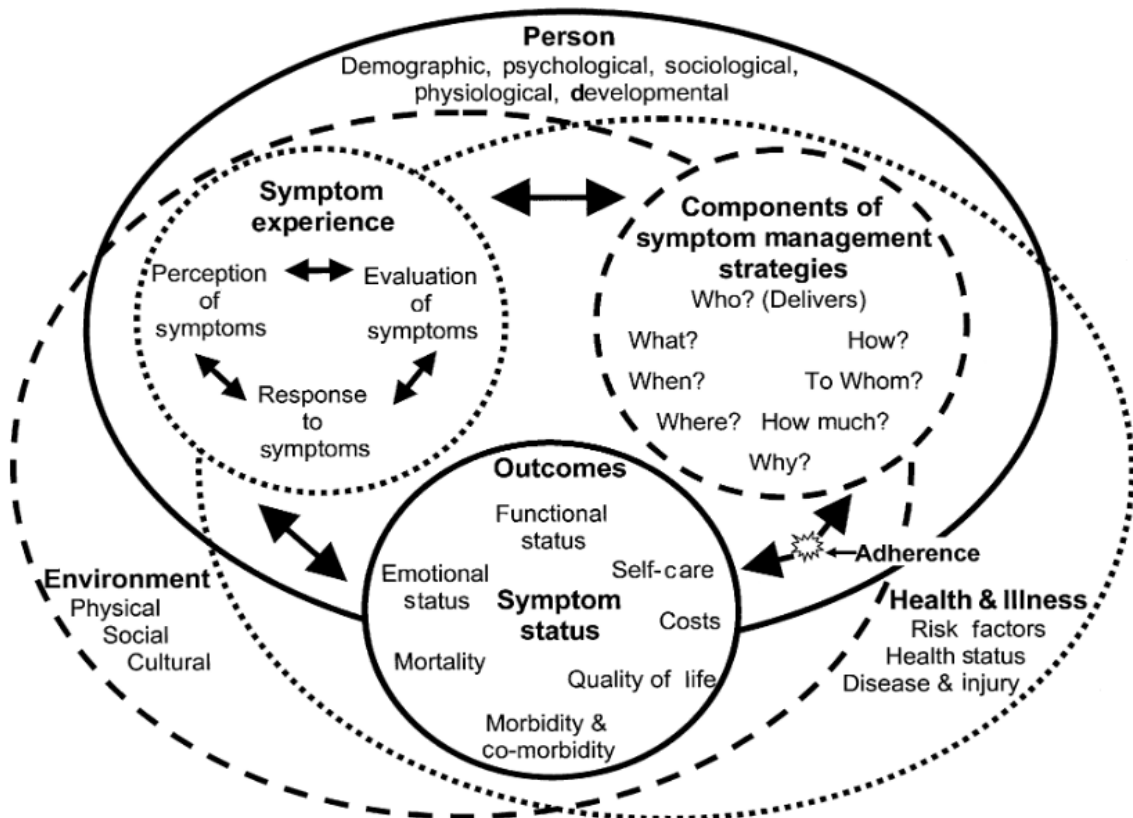 Person
Demographic, psychological, sociological,
physiological, developmental
Symptom
experience
Perception
of
symptoms
Evaluation
of
symptoms
Response
to
symptoms
Components of
symptom management
strategies
Who? (Delivers)
What?
How?
When?
To Whom?
Where?
How much?
Why?
Outcomes
Functional
status
Emotional
status
Self-care
Symptom
status
Costs
Mortality
Quality of life
Morbidity &
co-morbidity
Adherence
Environment
Physical
Social
Cultural
Health & Illness
Risk factors
Health status
Disease & injury